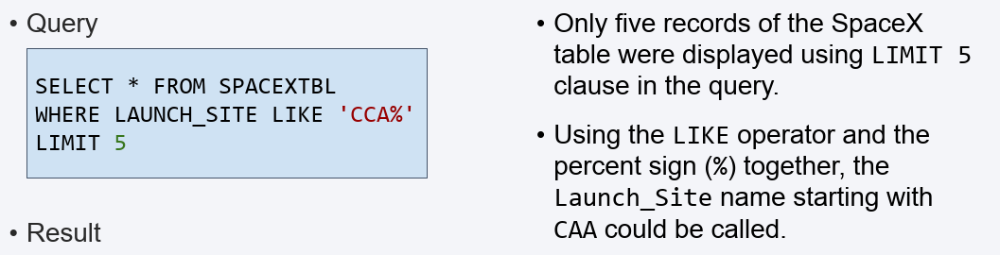 • Query
SELECT * FROM SPACEXTBL
WHERE LAUNCH_SITE LIKE 'CCA%'
LIMIT 5
• Result
• Only five records of the SpaceX
table were displayed using LIMIT 5
clause in the query.
• Using the LIKE operator and the
percent sign (%) together, the
Launch_Site name starting with
CAA could be called.